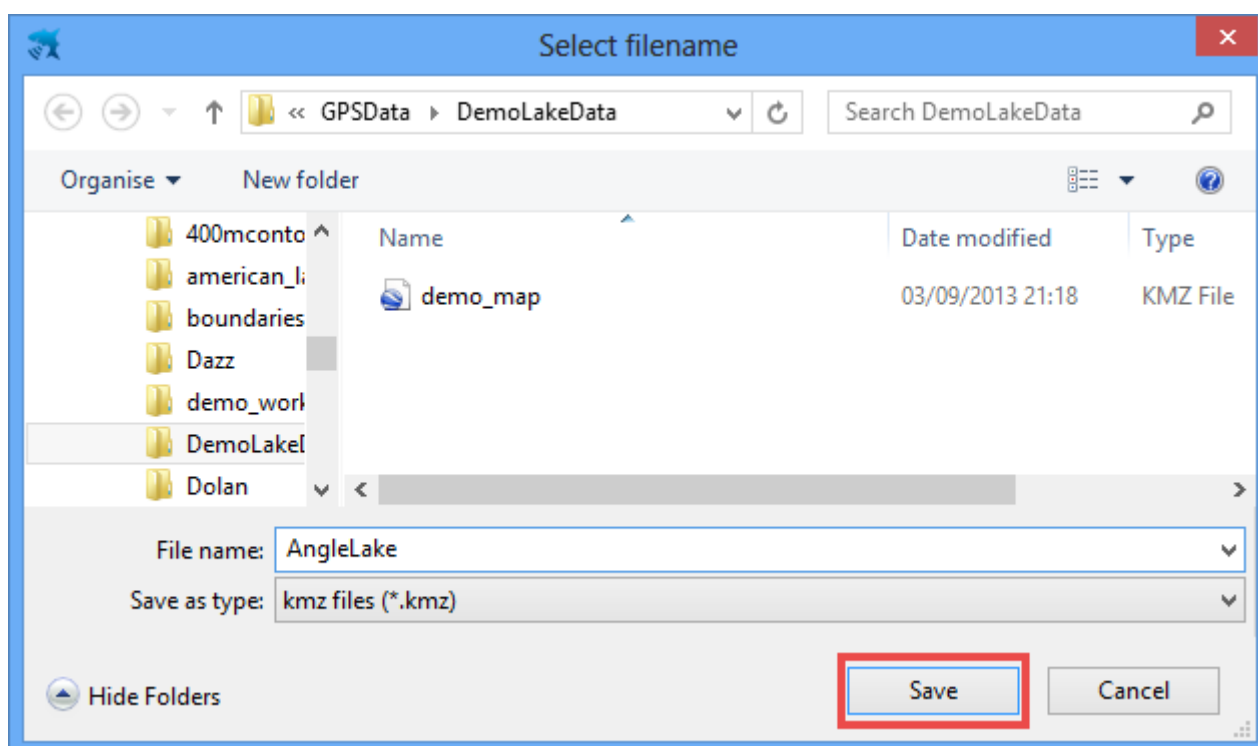 Select filename
« GPSData DemoLakeData
Search DemoLakeData
Organise New folder
400mconto
american_l
boundaries
Dazz
demo_work
DemoLake
Dolan
Name Date modified Type
demo_map 03/09/2013 21:18 KMZ File
File name: AngleLake
Save as type: kmz files (*.kmz)
Hide Folders
Save Cancel